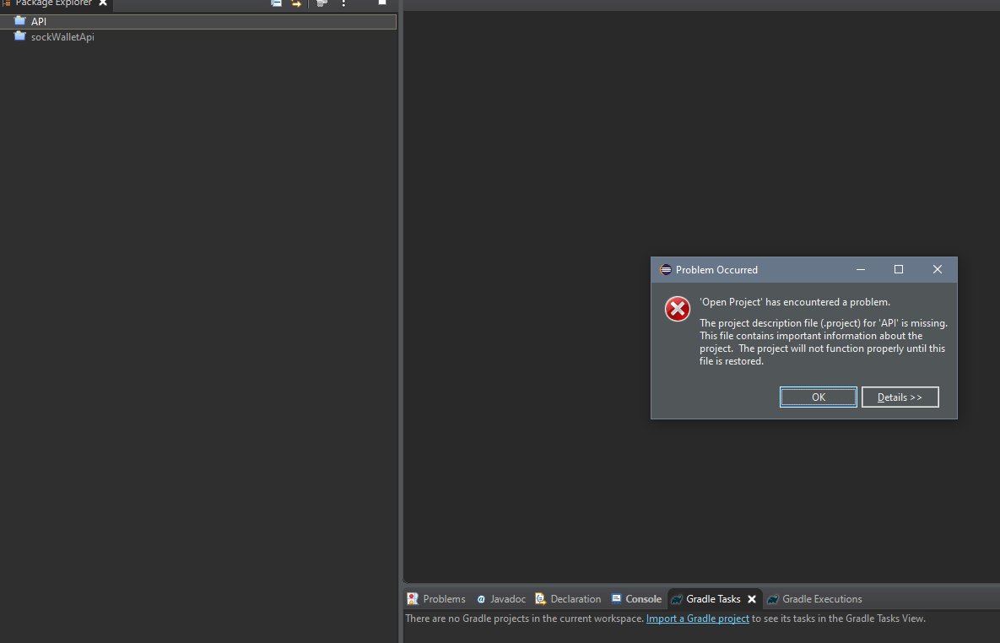 Package Explorer
API
sockWalletApi
Problem Occurred
'Open Project' has encountered a problem.
The project description file (.project) for 'API' is missing.
This file contains important information about the
project.  The project will not function properly until this
file is restored.
OK
Details >>
Problems
Javadoc
Declaration
Console
Gradle Tasks
Gradle Executions
There are no Gradle projects in the current workspace. Import a Gradle project to see its tasks in the Gradle Tasks View.